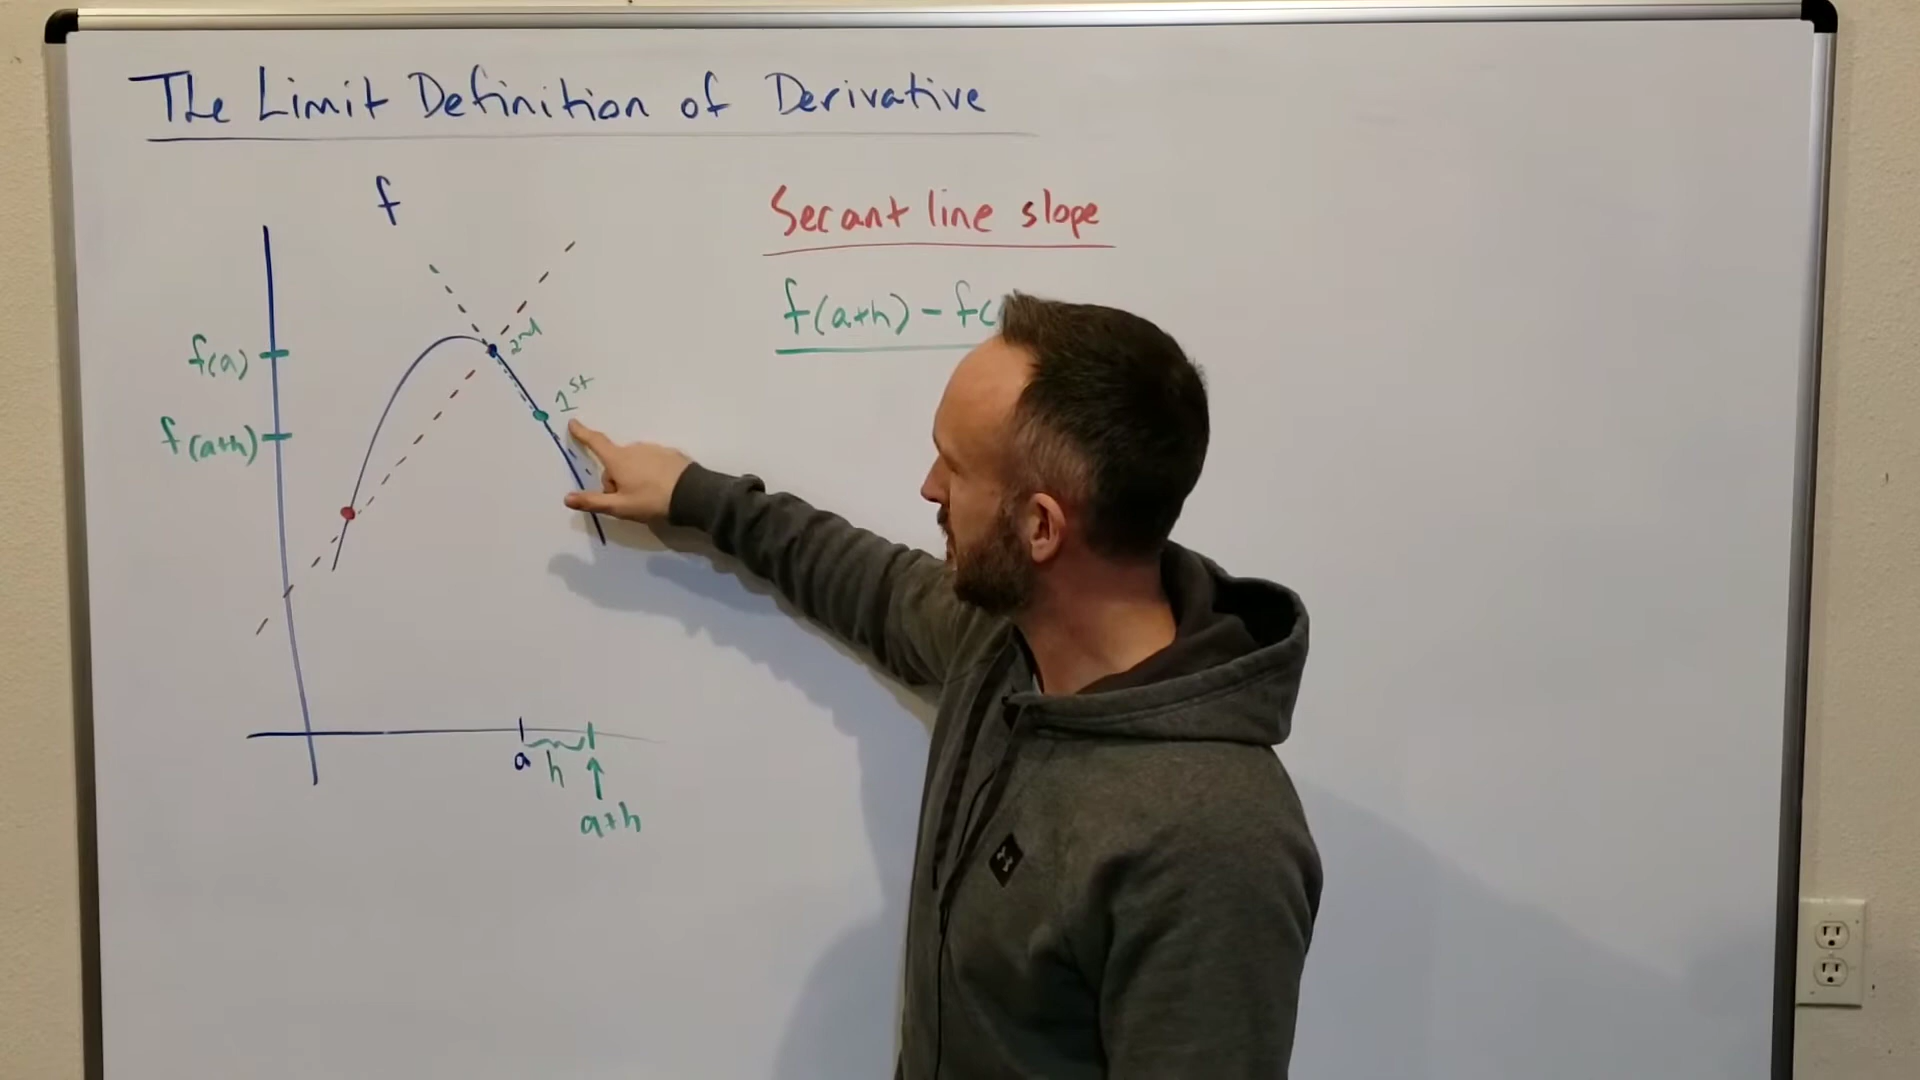 The Limit Definition of Derivative
f
Secant line slope
f(a+h) - f(
f(a)
f(a+h)
2nd
1st
a
h
a+h